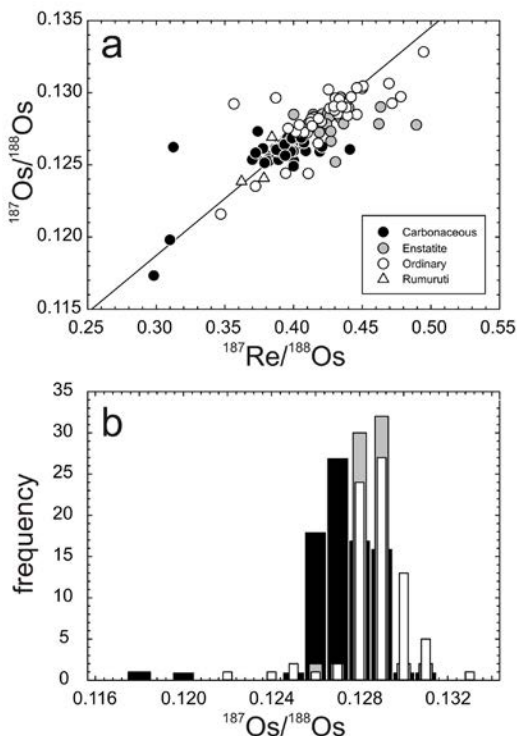 a
0.135
0.130
0.125
0.120
0.115
187Os/188Os
0.25 0.30 0.35 0.40 0.45 0.50 0.55
187Re/188Os
Carbonaceous
Enstatite
Ordinary
Rumuruti
b
35
30
25
20
15
10
5
0
frequency
0.116 0.120 0.124 0.128 0.132
187Os/188Os